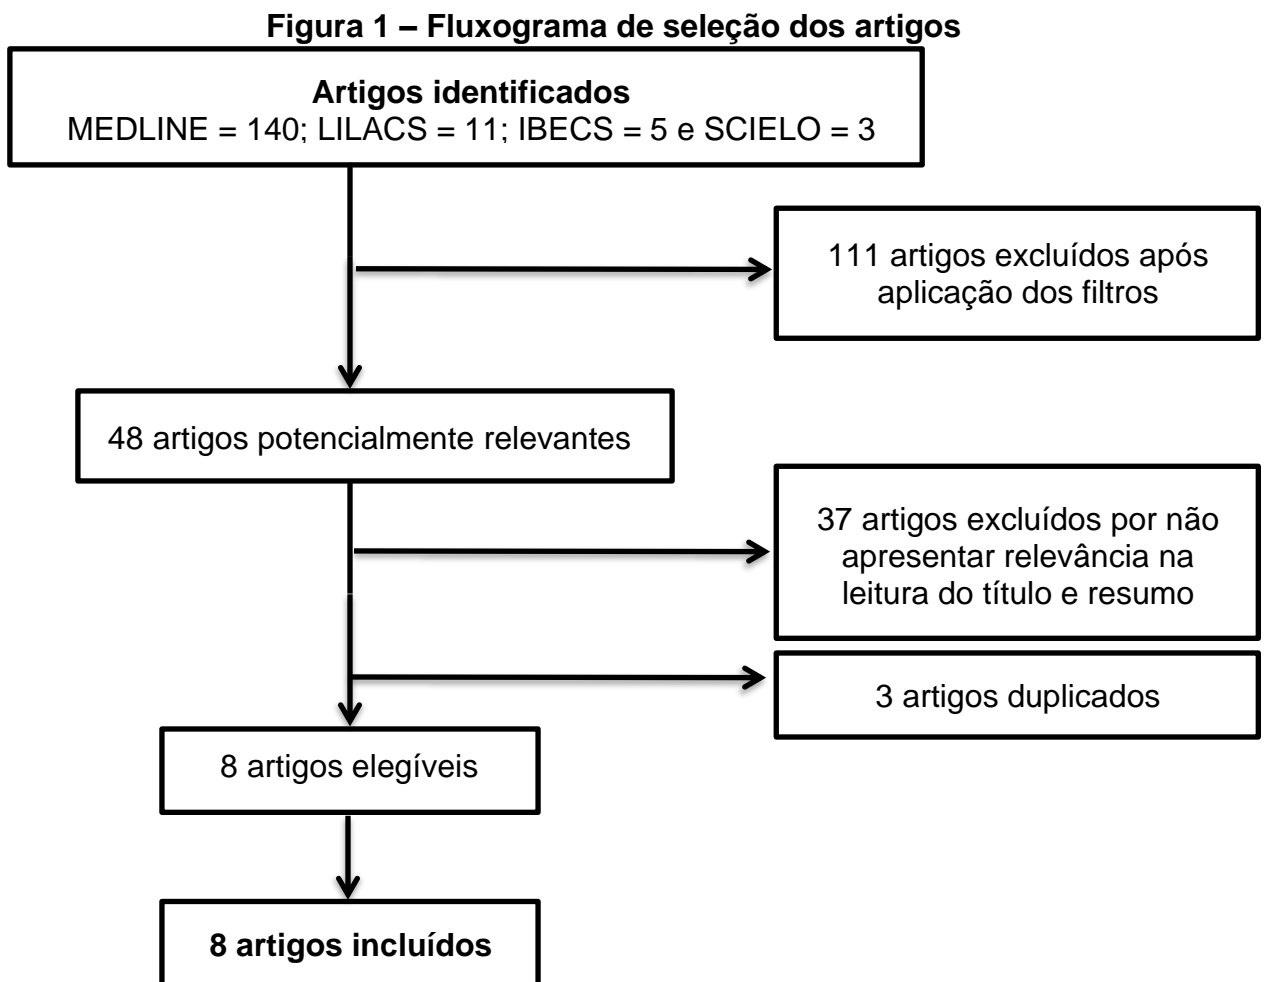 Figura 1 – Fluxograma de seleção dos artigos
Artigos identificados
MEDLINE = 140; LILACS = 11; IBECS = 5 e SCIELO = 3
111 artigos excluídos após
aplicação dos filtros
48 artigos potencialmente relevantes
37 artigos excluídos por não
apresentar relevância na
leitura do título e resumo
3 artigos duplicados
8 artigos elegíveis
8 artigos incluídos